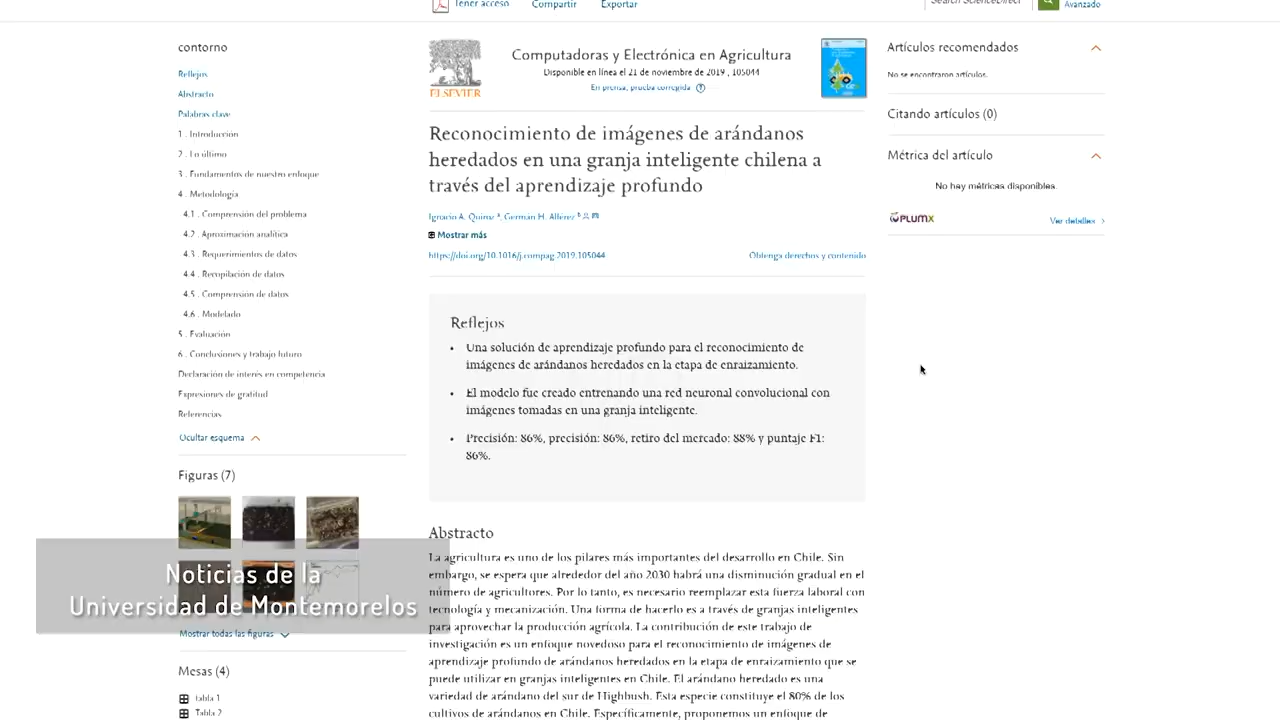 Tener acceso
Compartir
Exportar
Search ScienceDirect
Avanzado
contorno
Reflejos
Abstracto
Palabras clave
1 . Introducción
2 . Lo último
3 . Fundamentos de nuestro enfoque
4 . Metodología
4.1 . Comprensión del problema
4.2 . Aproximación analítica
4.3 . Requerimientos de datos
4.4 . Recopilación de datos
4.5 . Comprensión de datos
4.6 . Modelado
5 . Evaluación
6 . Conclusiones y trabajo futuro
Declaración de interés en competencia
Expresiones de gratitud
Referencias
Ocultar esquema
Figuras (7)
Mostrar todas las figuras
Mesas (4)
Tabla 1
Tabla 2
ELSEVIER
Computadoras y Electrónica en Agricultura
Disponible en línea el 21 de noviembre de 2019 , 105044
En prensa, prueba corregida
Reconocimiento de imágenes de arándanos
heredados en una granja inteligente chilena a
través del aprendizaje profundo
Ignacio A. Quiroz ª, Germán H. Alférez ᵇ
Mostrar más
https://doi.org/10.1016/j.compag.2019.105044
Obtenga derechos y contenido
Reflejos
• Una solución de aprendizaje profundo para el reconocimiento de
imágenes de arándanos heredados en la etapa de enraizamiento.
• El modelo fue creado entrenando una red neuronal convolucional con
imágenes tomadas en una granja inteligente.
• Precisión: 86%, precisión: 86%, retiro del mercado: 88% y puntaje F1:
86%.
Abstracto
La agricultura es uno de los pilares más importantes del desarrollo en Chile. Sin
embargo, se espera que alrededor del año 2030 habrá una disminución gradual en el
número de agricultores. Por lo tanto, es necesario reemplazar esta fuerza laboral con
tecnología y mecanización. Una forma de hacerlo es a través de granjas inteligentes
para aprovechar la producción agrícola. La contribución de este trabajo de
investigación es un enfoque novedoso para el reconocimiento de imágenes de
aprendizaje profundo de arándanos heredados en la etapa de enraizamiento que se
puede utilizar en granjas inteligentes en Chile. El arándano heredado es una
variedad de arándano del sur de Highbush. Esta especie constituye el 80% de los
cultivos de arándanos en Chile. Específicamente, proponemos un enfoque de
Artículos recomendados
No se encontraron artículos.
Citando artículos (0)
Métrica del artículo
No hay métricas disponibles.
PLUMX
Ver detalles
Noticias de la
Universidad de Montemorelos